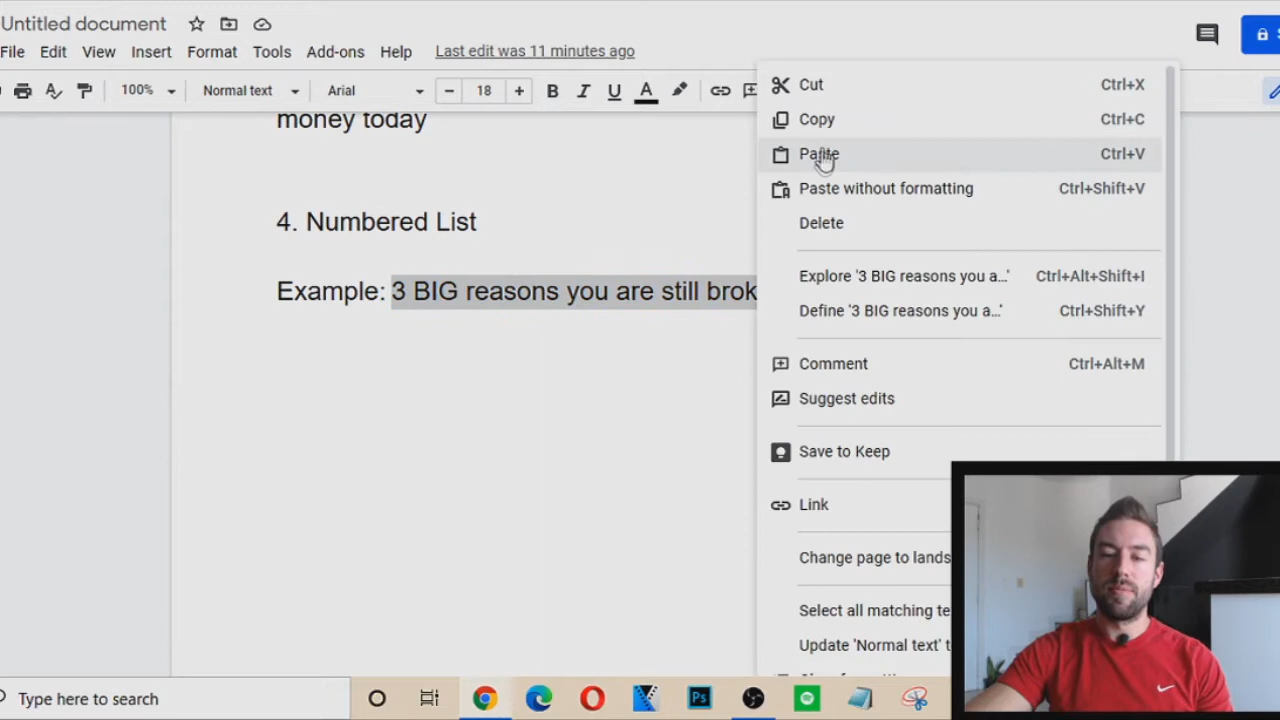 Untitled document
File Edit View Insert Format Tools Add-ons Help Last edit was 11 minutes ago
100% Normal text Arial 18 B I U A
money today
4. Numbered List
Example: 3 BIG reasons you are still brok
Cut Ctrl+X
Copy Ctrl+C
Paste Ctrl+V
Paste without formatting Ctrl+Shift+V
Delete
Explore '3 BIG reasons you a...' Ctrl+Alt+Shift+I
Define '3 BIG reasons you a...' Ctrl+Shift+Y
Comment Ctrl+Alt+M
Suggest edits
Save to Keep
Link
Change page to lands
Select all matching te
Update 'Normal text' t
Type here to search
Ps